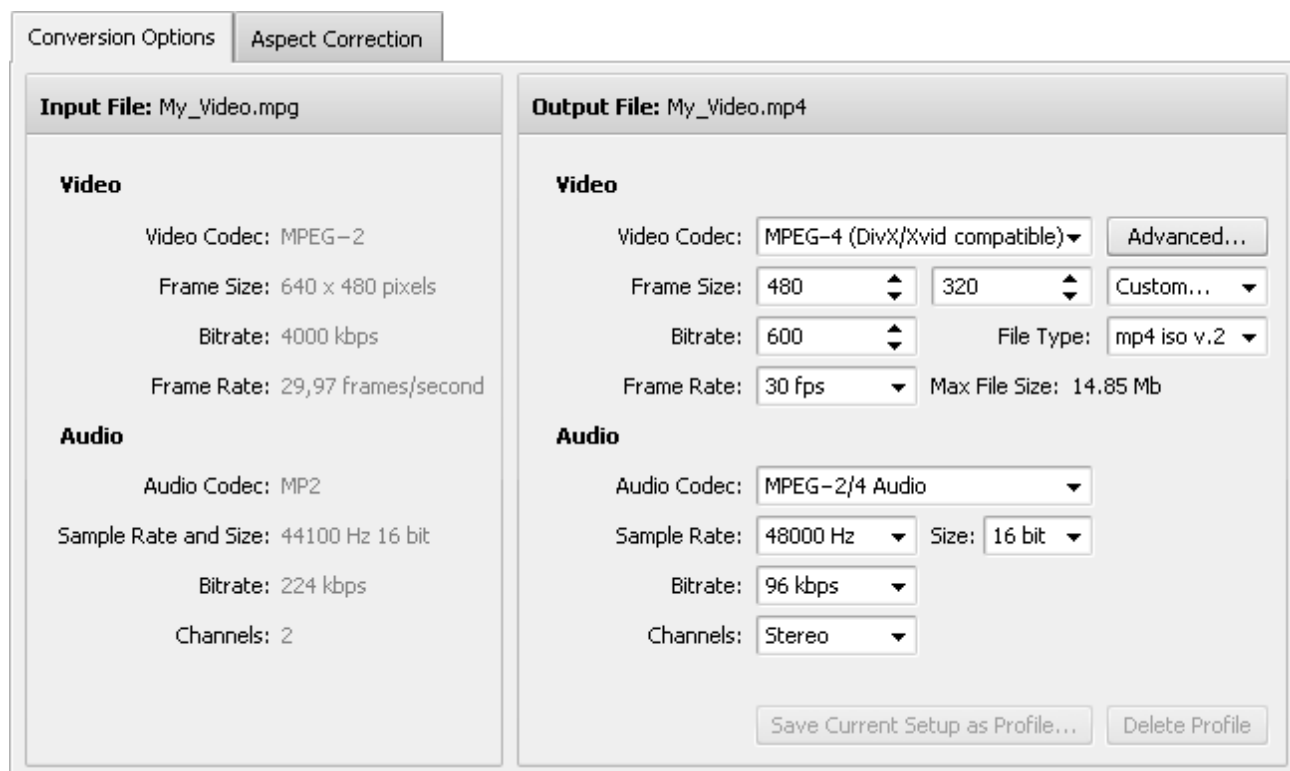 Conversion Options Aspect Correction
Input File: My_Video.mpg
Video
Video Codec: MPEG-2
Frame Size: 640 x 480 pixels
Bitrate: 4000 kbps
Frame Rate: 29,97 frames/second
Audio
Audio Codec: MP2
Sample Rate and Size: 44100 Hz 16 bit
Bitrate: 224 kbps
Channels: 2
Output File: My_Video.mp4
Video
Video Codec: MPEG-4 (DivX/Xvid compatible) Advanced...
Frame Size: 480 320 Custom...
Bitrate: 600 File Type: mp4 iso v.2
Frame Rate: 30 fps Max File Size: 14.85 Mb
Audio
Audio Codec: MPEG-2/4 Audio
Sample Rate: 48000 Hz Size: 16 bit
Bitrate: 96 kbps
Channels: Stereo
Save Current Setup as Profile... Delete Profile